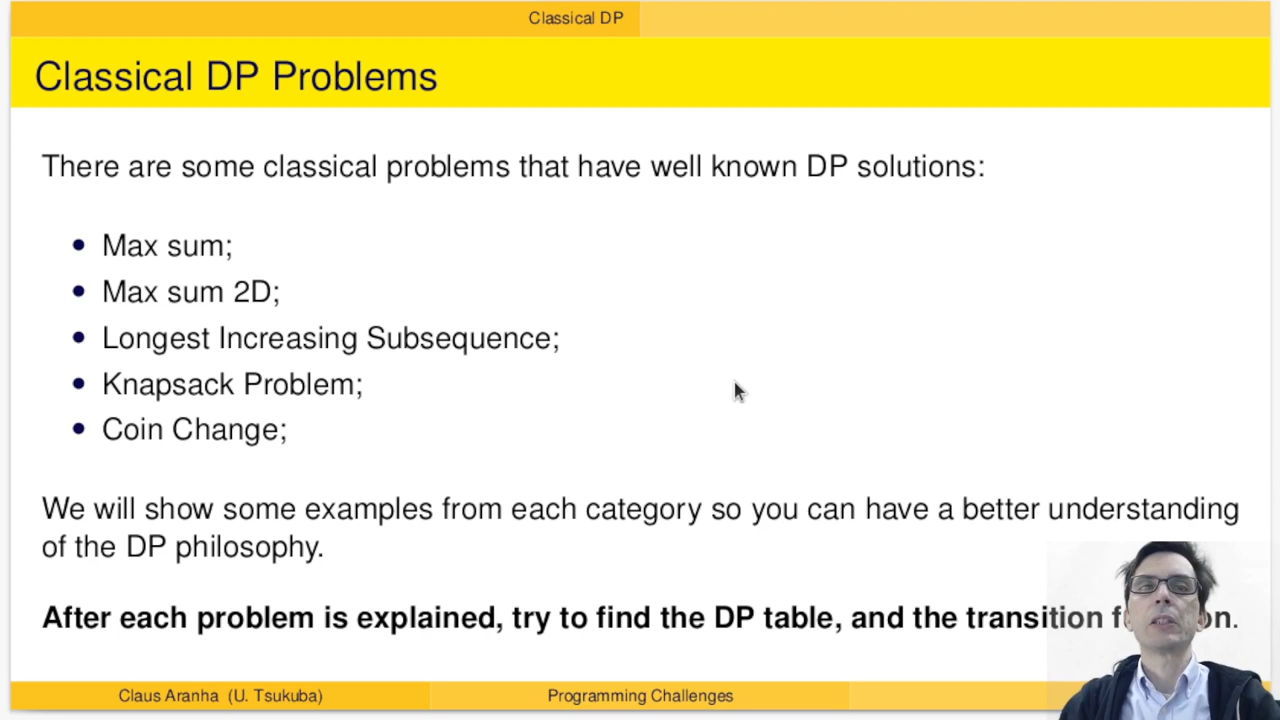 Classical DP
Classical DP Problems
There are some classical problems that have well known DP solutions:
• Max sum;
• Max sum 2D;
• Longest Increasing Subsequence;
• Knapsack Problem;
• Coin Change;
We will show some examples from each category so you can have a better understanding
of the DP philosophy.
After each problem is explained, try to find the DP table, and the transition
Claus Aranha (U. Tsukuba)
Programming Challenges